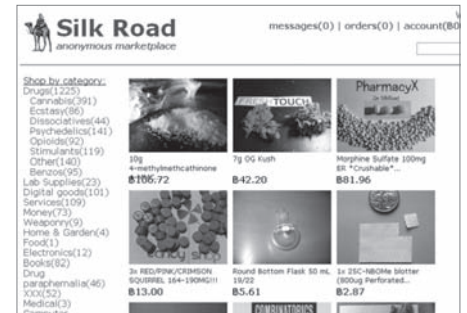 Silk Road
anonymous marketplace
messages(0) | orders(0) | account(฿0
Shop by category:
Drugs(1225)
Cannabis(391)
Ecstasy(86)
Dissociatives(44)
Psychedelics(141)
Opioids(92)
Stimulants(119)
Other(140)
Benzos(95)
Lab Supplies(23)
Digital goods(101)
Services(109)
Money(73)
Weaponry(9)
Home & Garden(4)
Food(1)
Electronics(12)
Books(82)
Drug
paraphernalia(46)
XXX(52)
Medical(3)
Computer
10g
4-methylmethcathinone
฿106.72
FRESHTOUCH
7g OG Kush
฿42.20
PharmacyX
Morphine Sulfate 100mg
ER *Crushable*...
฿81.96
3x RED/PINK/CRIMSON
SQUIRREL 164-190MG!!!
฿13.00
Round Bottom Flask 50 mL
19/22
฿5.61
1x 25C-NBOMe blotter
(800ug Perforated...
฿2.87
COMBINATORICS